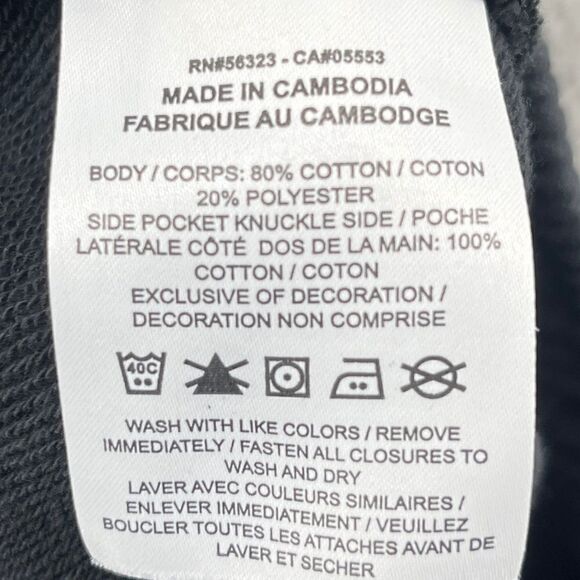 RN#56323 - CA#05553
MADE IN CAMBODIA
FABRIQUE AU CAMBODGE
BODY / CORPS: 80% COTTON / COTON
20% POLYESTER
SIDE POCKET KNUCKLE SIDE / POCHE
LATÉRALE CÔTÉ DOS DE LA MAIN: 100%
COTTON / COTON
EXCLUSIVE OF DECORATION /
DECORATION NON COMPRISE
40C
WASH WITH LIKE COLORS / REMOVE
IMMEDIATELY / FASTEN ALL CLOSURES TO
WASH AND DRY
LAVER AVEC COULEURS SIMILAIRES /
ENLEVER IMMEDIATEMENT / VEUILLEZ
BOUCLER TOUTES LES ATTACHES AVANT DE
LAVER ET SECHER